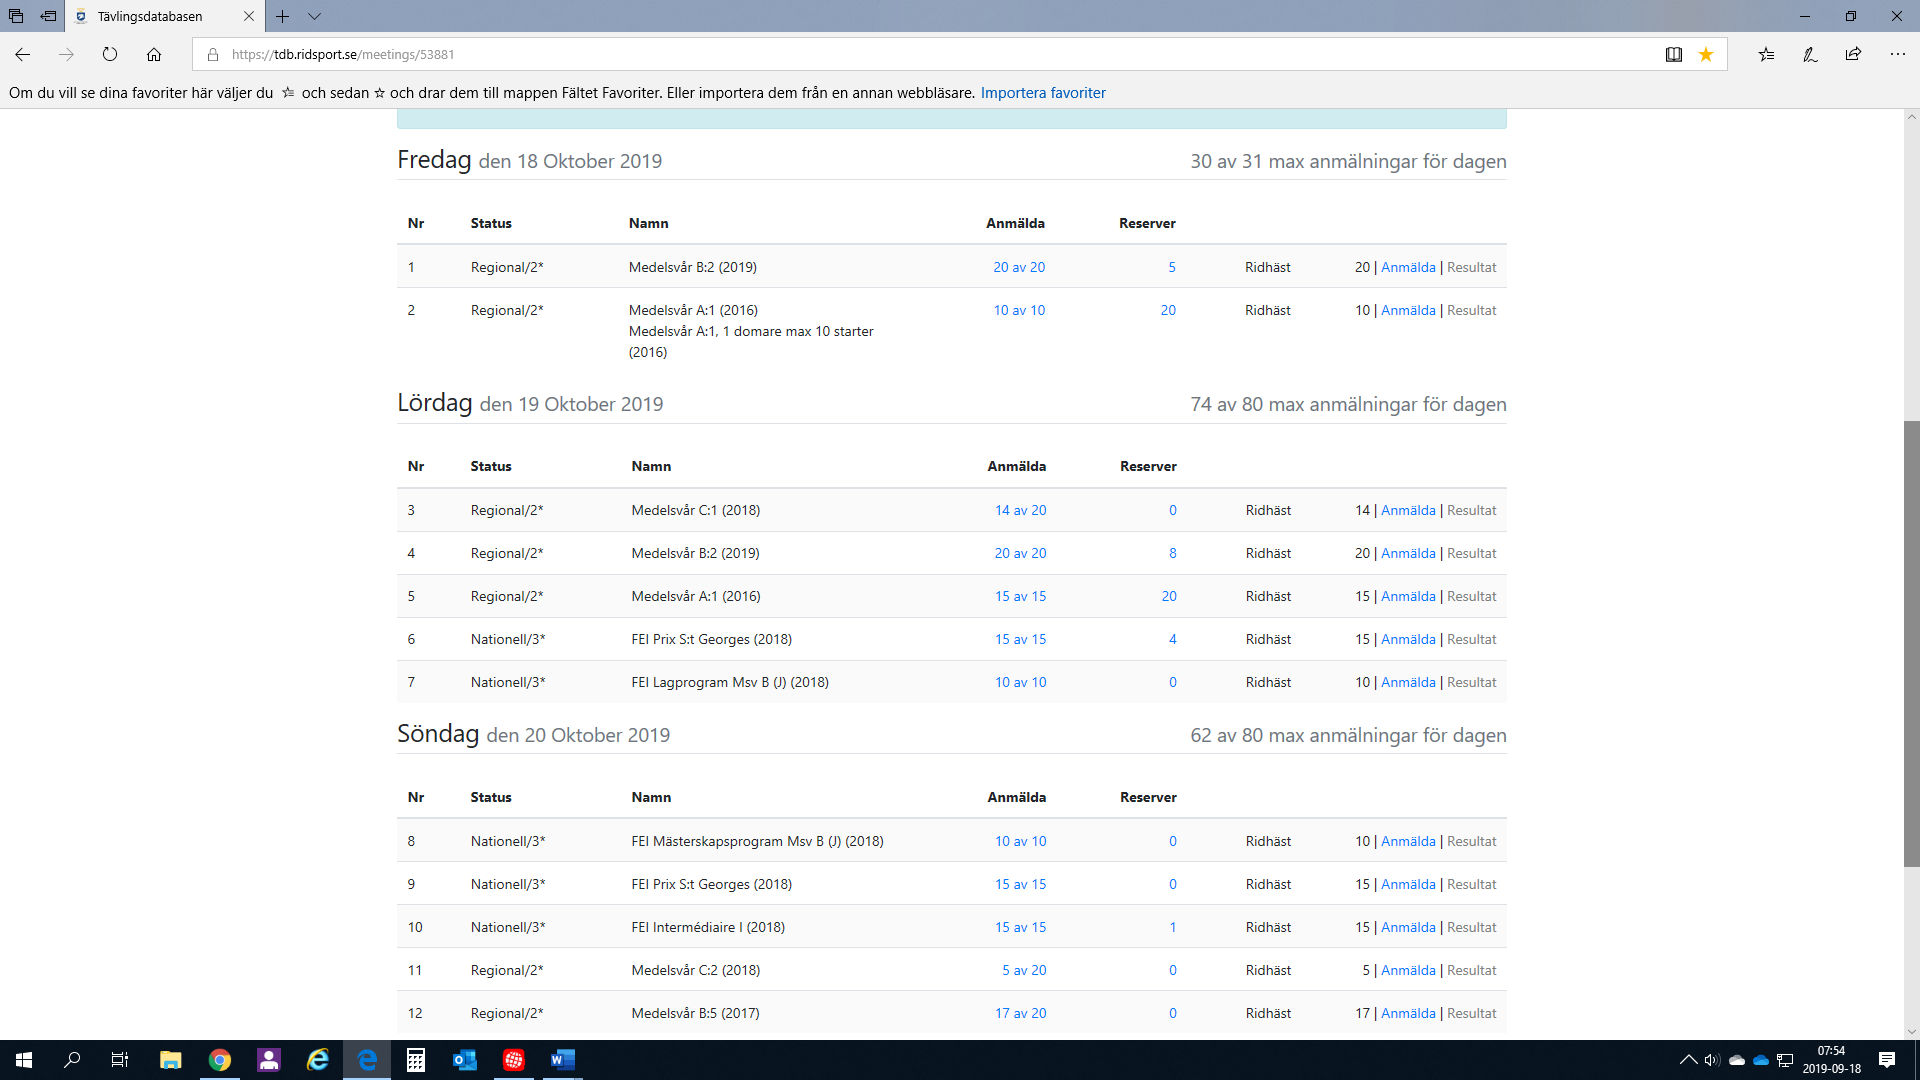 Tävlingsdatabasen
https://tdb.ridsport.se/meetings/53881
Om du vill se dina favoriter här väljer du och sedan ☆ och drar dem till mappen Fältet Favoriter. Eller importera dem från en annan webbläsare. Importera favoriter
Fredag den 18 Oktober 2019 30 av 31 max anmälningar för dagen
Nr Status Namn Anmälda Reserver
1 Regional/2* Medelsvår B:2 (2019) 20 av 20 5 Ridhäst 20 | Anmälda | Resultat
2 Regional/2* Medelsvår A:1 (2016) 10 av 10 20 Ridhäst 10 | Anmälda | Resultat
Medelsvår A:1, 1 domare max 10 starter
(2016)
Lördag den 19 Oktober 2019 74 av 80 max anmälningar för dagen
Nr Status Namn Anmälda Reserver
3 Regional/2* Medelsvår C:1 (2018) 14 av 20 0 Ridhäst 14 | Anmälda | Resultat
4 Regional/2* Medelsvår B:2 (2019) 20 av 20 8 Ridhäst 20 | Anmälda | Resultat
5 Regional/2* Medelsvår A:1 (2016) 15 av 15 20 Ridhäst 15 | Anmälda | Resultat
6 Nationell/3* FEI Prix S:t Georges (2018) 15 av 15 4 Ridhäst 15 | Anmälda | Resultat
7 Nationell/3* FEI Lagprogram Msv B (J) (2018) 10 av 10 0 Ridhäst 10 | Anmälda | Resultat
Söndag den 20 Oktober 2019 62 av 80 max anmälningar för dagen
Nr Status Namn Anmälda Reserver
8 Nationell/3* FEI Mästerskapsprogram Msv B (J) (2018) 10 av 10 0 Ridhäst 10 | Anmälda | Resultat
9 Nationell/3* FEI Prix S:t Georges (2018) 15 av 15 0 Ridhäst 15 | Anmälda | Resultat
10 Nationell/3* FEI Intermédiaire I (2018) 15 av 15 1 Ridhäst 15 | Anmälda | Resultat
11 Regional/2* Medelsvår C:2 (2018) 5 av 20 0 Ridhäst 5 | Anmälda | Resultat
12 Regional/2* Medelsvår B:5 (2017) 17 av 20 0 Ridhäst 17 | Anmälda | Resultat
07:54
2019-09-18